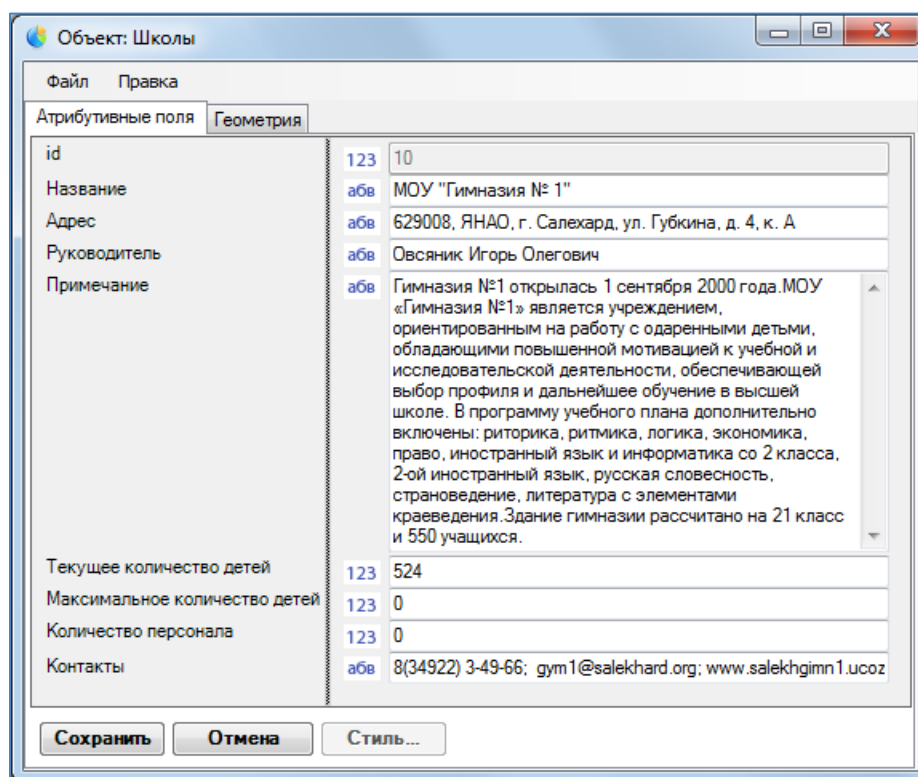 Объект: Школы
Файл Правка
Атрибутивные поля Геометрия
id 123 10
Название абв МОУ "Гимназия № 1"
Адрес абв 629008, ЯНАО, г. Салехард, ул. Губкина, д. 4, к. А
Руководитель абв Овсяник Игорь Олегович
Примечание абв Гимназия №1 открылась 1 сентября 2000 года.МОУ
«Гимназия №1» является учреждением,
ориентированным на работу с одаренными детьми,
обладающими повышенной мотивацией к учебной и
исследовательской деятельности, обеспечивающей
выбор профиля и дальнейшее обучение в высшей
школе. В программу учебного плана дополнительно
включены: риторика, ритмика, логика, экономика,
право, иностранный язык и информатика со 2 класса,
2-ой иностранный язык, русская словесность,
страноведение, литература с элементами
краеведения.Здание гимназии рассчитано на 21 класс
и 550 учащихся.
Текущее количество детей 123 524
Максимальное количество детей 123 0
Количество персонала 123 0
Контакты абв 8(34922) 3-49-66; gym1@salekhard.org; www.salekhgimn1.ucoz
Сохранить Отмена Стиль...